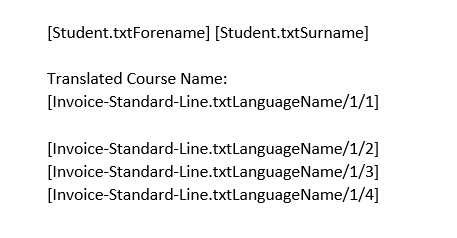 [Student.txtForename] [Student.txtSurname]
Translated Course Name:
[Invoice-Standard-Line.txtLanguageName/1/1]
[Invoice-Standard-Line.txtLanguageName/1/2]
[Invoice-Standard-Line.txtLanguageName/1/3]
[Invoice-Standard-Line.txtLanguageName/1/4]